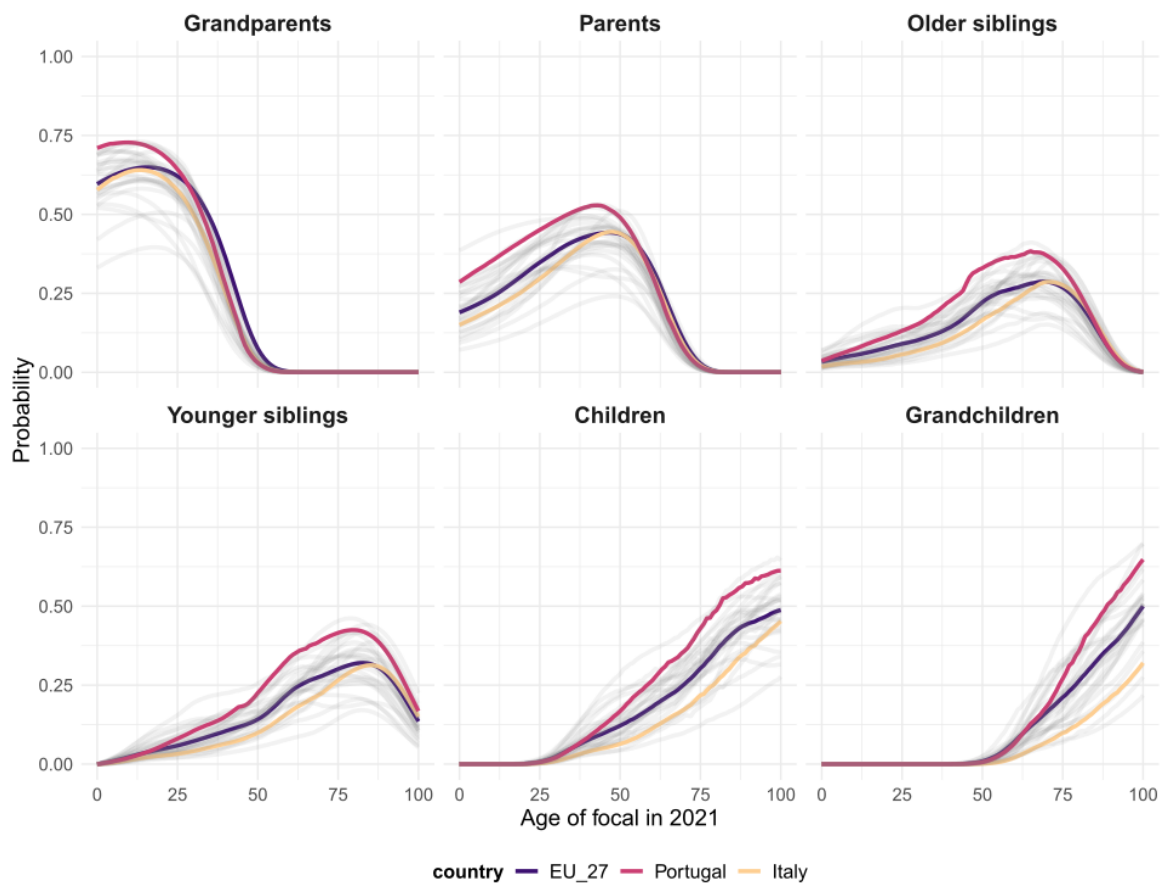 Grandparents Parents Older siblings
1.00
0.75
0.50
0.25
0.00
Probability
Younger siblings Children Grandchildren
1.00
0.75
0.50
0.25
0.00
0 25 50 75 100 0 25 50 75 100 0 25 50 75 100
Age of focal in 2021
country EU_27 Portugal Italy